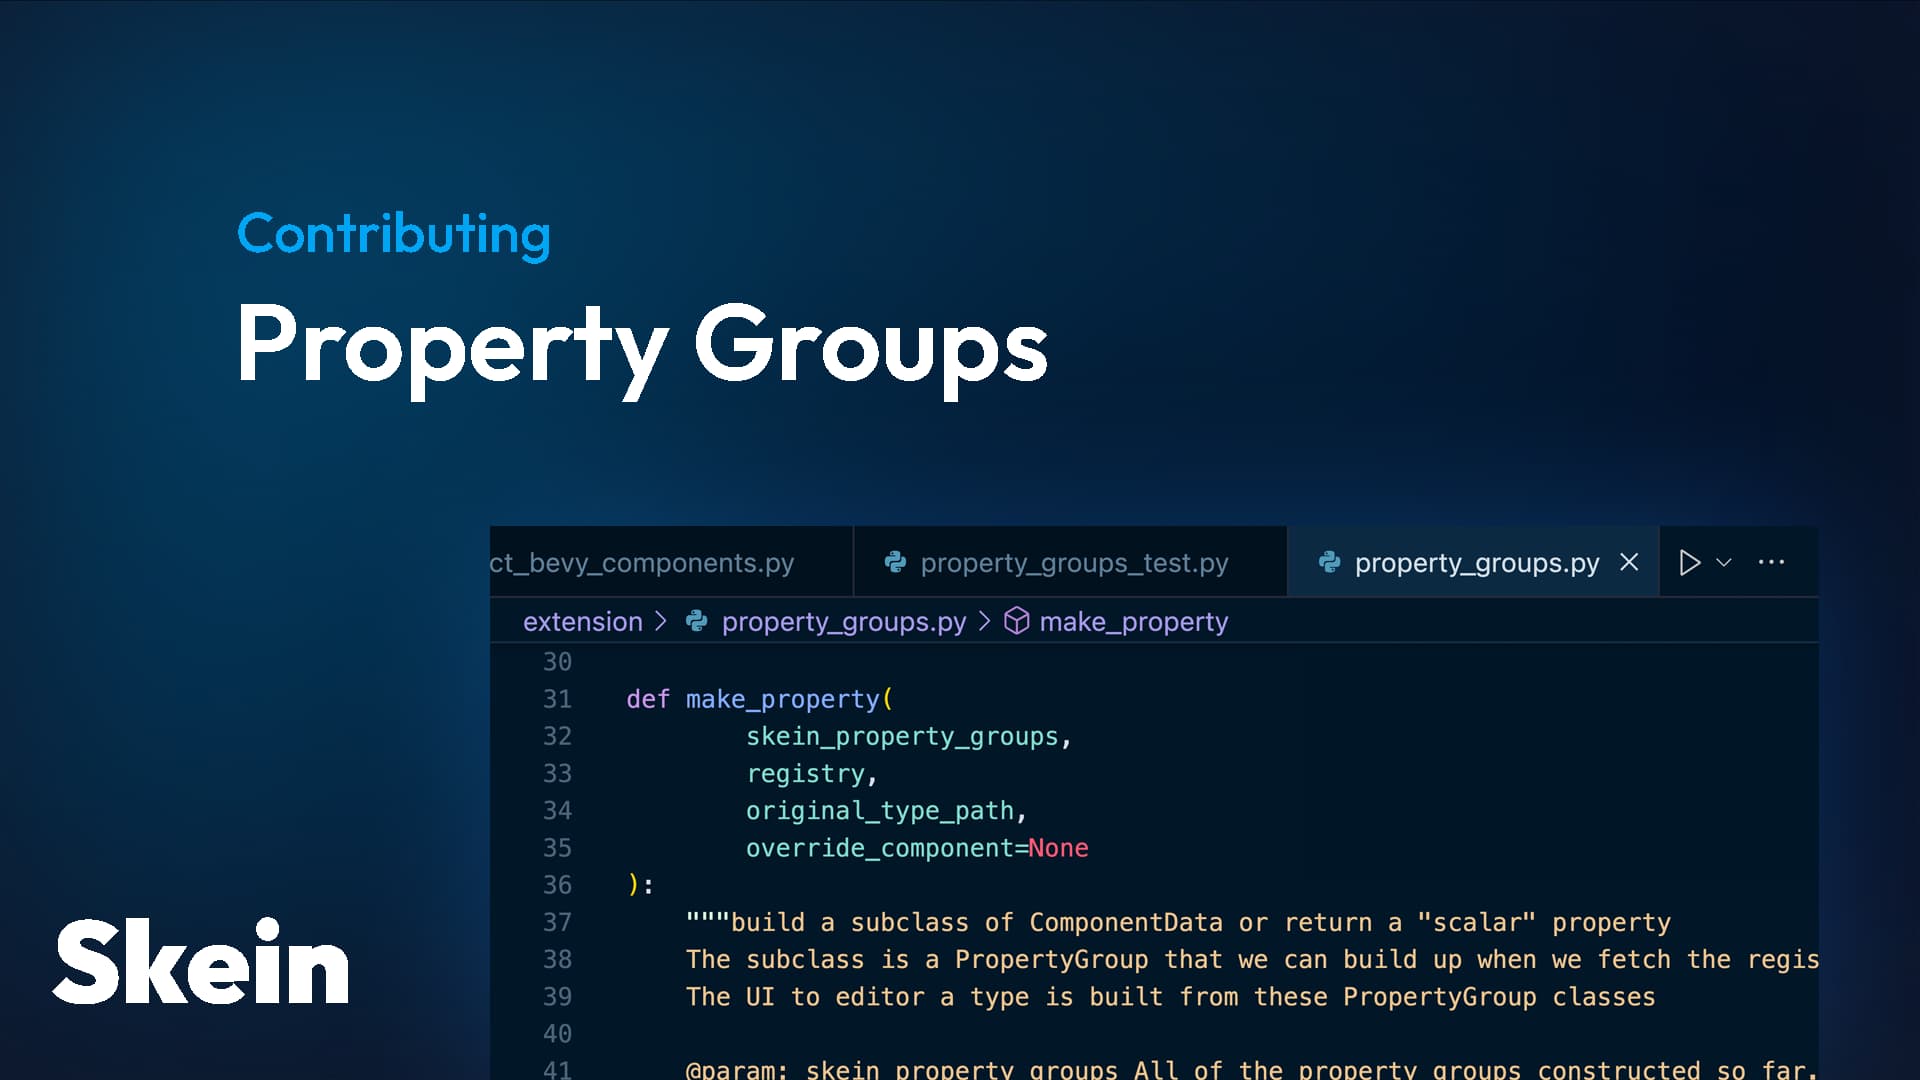 Contributing
Property Groups
ct_bevy_components.py property_groups_test.py property_groups.py
extension > property_groups.py > make_property
30
31 def make_property(
32 skein_property_groups,
33 registry,
34 original_type_path,
35 override_component=None
36 ):
37 """build a subclass of ComponentData or return a "scalar" property
38 The subclass is a PropertyGroup that we can build up when we fetch the regis
39 The UI to editor a type is built from these PropertyGroup classes
40
41 @param: skein_property_groups All of the property groups constructed so far.
Skein